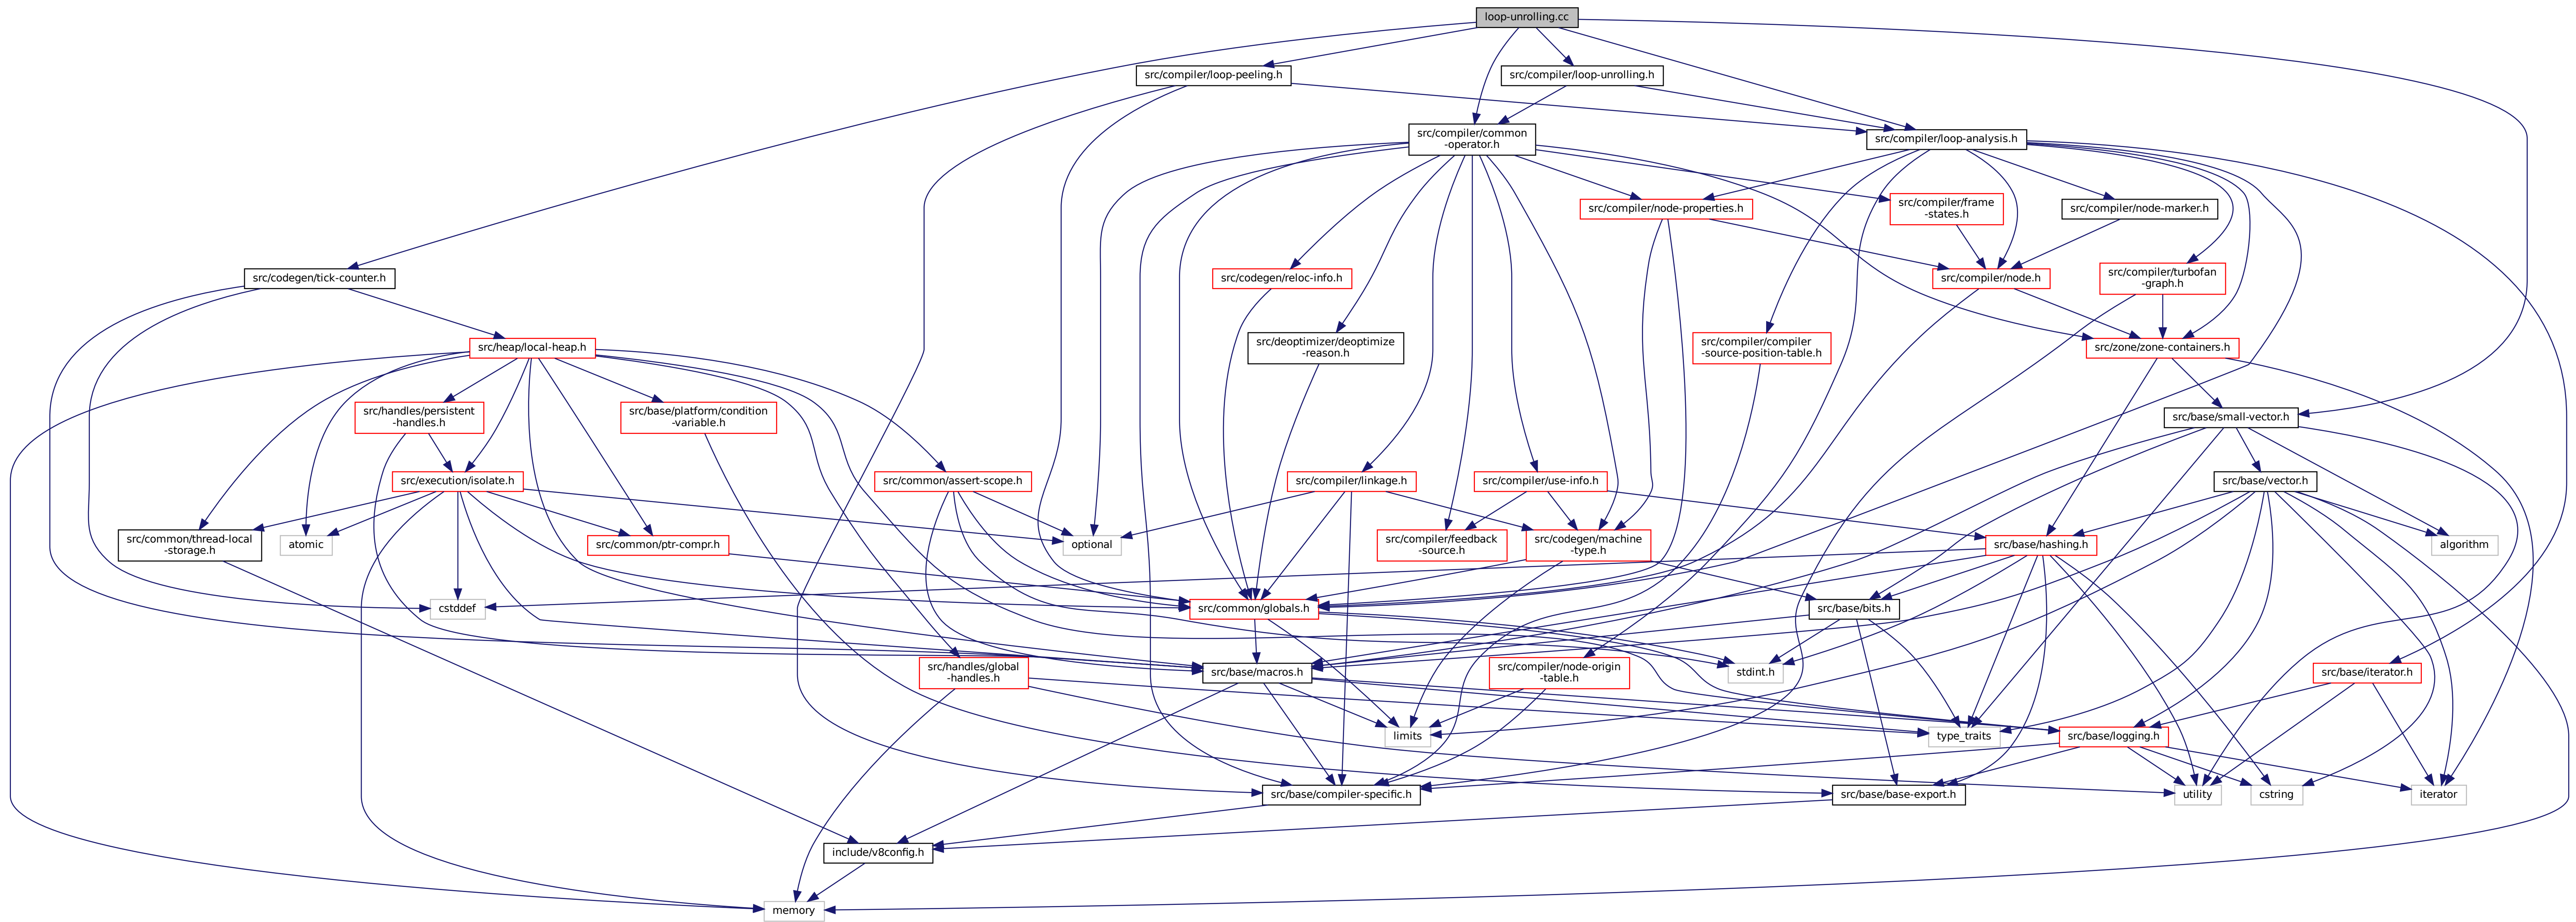 loop-unrolling.cc
src/compiler/loop-peeling.h
src/compiler/loop-unrolling.h
src/compiler/common
-operator.h
src/compiler/loop-analysis.h
src/compiler/node-properties.h
src/compiler/frame
-states.h
src/compiler/node-marker.h
src/codegen/tick-counter.h
src/codegen/reloc-info.h
src/compiler/node.h
src/compiler/turbofan
-graph.h
src/heap/local-heap.h
src/deoptimizer/deoptimize
-reason.h
src/compiler/compiler
-source-position-table.h
src/zone/zone-containers.h
src/handles/persistent
-handles.h
src/base/platform/condition
-variable.h
src/base/small-vector.h
src/execution/isolate.h
src/common/assert-scope.h
src/compiler/linkage.h
src/compiler/use-info.h
src/base/vector.h
src/common/thread-local
-storage.h
atomic
src/common/ptr-compr.h
optional
src/compiler/feedback
-source.h
src/codegen/machine
-type.h
src/base/hashing.h
algorithm
cstddef
src/common/globals.h
src/base/bits.h
src/handles/global
-handles.h
src/base/macros.h
src/compiler/node-origin
-table.h
stdint.h
src/base/iterator.h
limits
type_traits
src/base/logging.h
src/base/compiler-specific.h
src/base/base-export.h
utility
cstring
iterator
include/v8config.h
memory